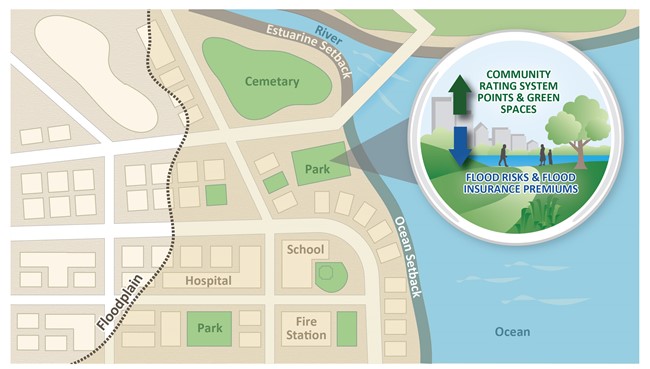 River
Estuarine Setback
Cemetary
COMMUNITY
RATING SYSTEM
POINTS & GREEN
SPACES
Park
FLOOD RISKS & FLOOD
INSURANCE PREMIUMS
Ocean Setback
School
Hospital
Floodplain
Park
Fire
Station
Ocean